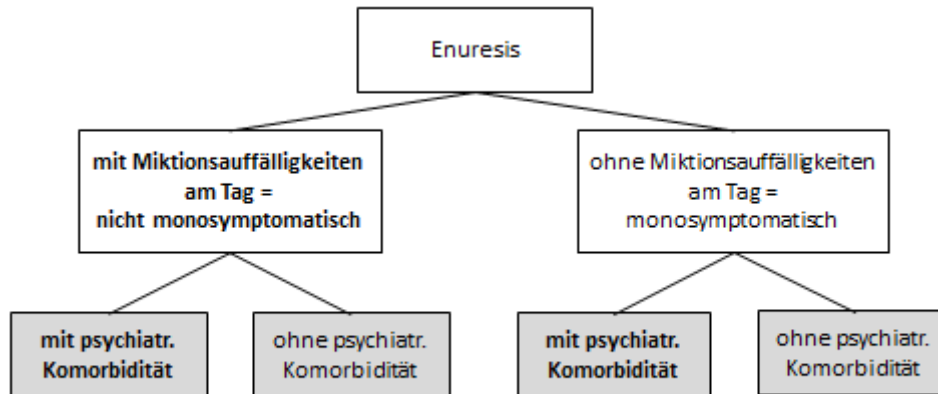 Enuresis
mit Miktionsauffälligkeiten
am Tag =
nicht monosymptomatisch
ohne Miktionsauffälligkeiten
am Tag =
monosymptomatisch
mit psychiatr.
Komorbidität
ohne psychiatr.
Komorbidität
mit psychiatr.
Komorbidität
ohne psychiatr.
Komorbidität